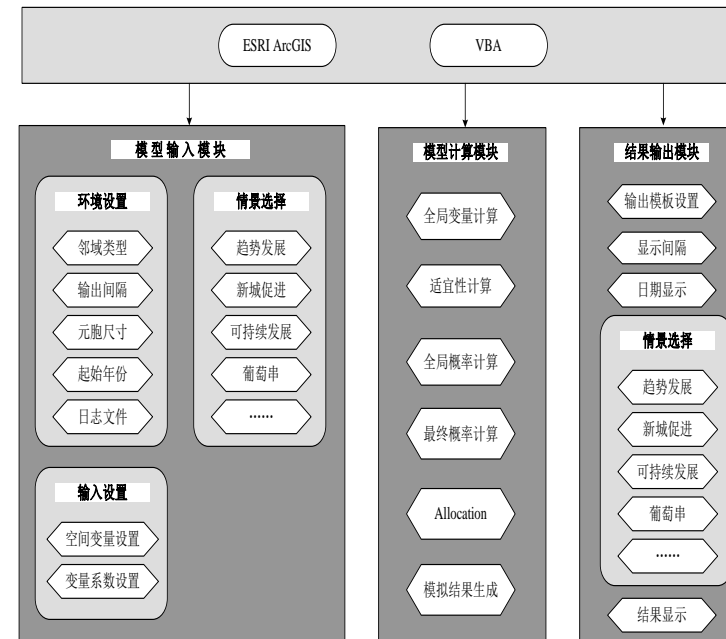 ESRI ArcGIS
VBA
模型输入模块
环境设置
邻域类型
输出间隔
元胞尺寸
起始年份
日志文件
情景选择
趋势发展
新城促进
可持续发展
葡萄串
……
输入设置
空间变量设置
变量系数设置
模型计算模块
全局变量计算
适宜性计算
全局概率计算
最终概率计算
Allocation
模拟结果生成
结果输出模块
输出模板设置
显示间隔
日期显示
情景选择
趋势发展
新城促进
可持续发展
葡萄串
……
结果显示